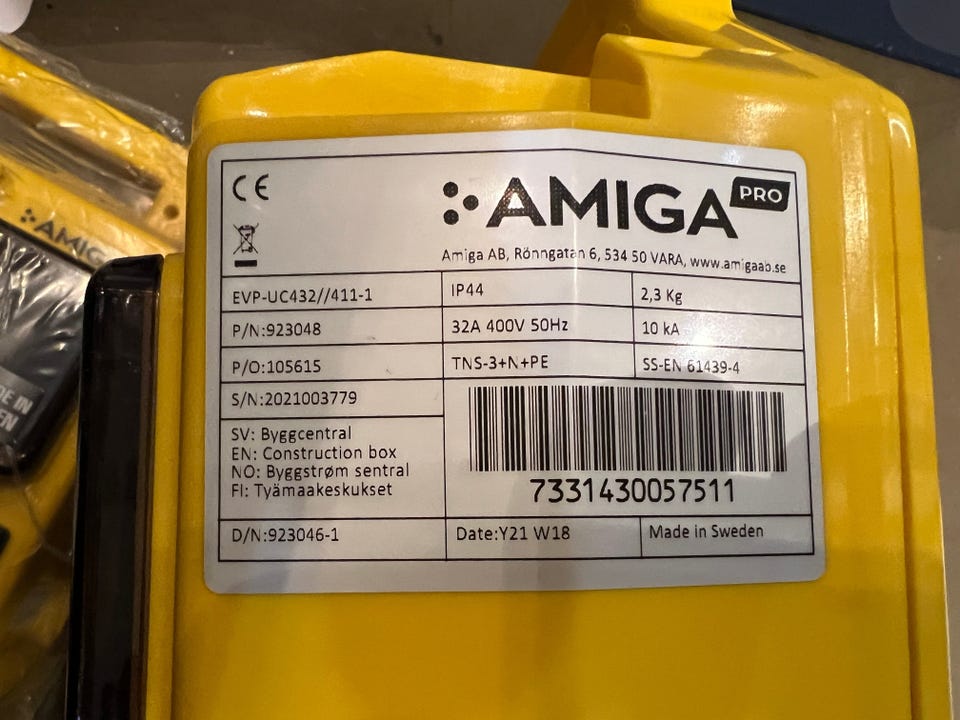 CE
AMIGA PRO
Amiga AB, Rönngatan 6, 534 50 VARA, www.amigaab.se
EVP-UC432//411-1 IP44 2,3 Kg
P/N:923048 32A 400V 50Hz 10 kA
P/O:105615 TNS-3+N+PE SS-EN 61439-4
S/N:2021003779
SV: Byggcentral
EN: Construction box
NO: Byggstrøm sentral
FI: Tyämaakeskukset
7331430057511
D/N:923046-1 Date:Y21 W18 Made in Sweden
AMIGA